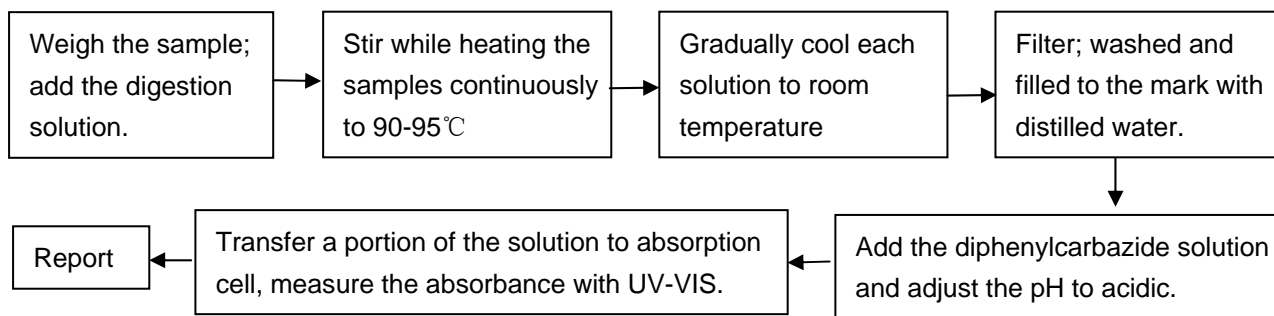 Weigh the sample;
add the digestion
solution.
Stir while heating the
samples continuously
to 90-95℃
Gradually cool each
solution to room
temperature
Filter; washed and
filled to the mark with
distilled water.
Add the diphenylcarbazide solution
and adjust the pH to acidic.
Transfer a portion of the solution to absorption
cell, measure the absorbance with UV-VIS.
Report